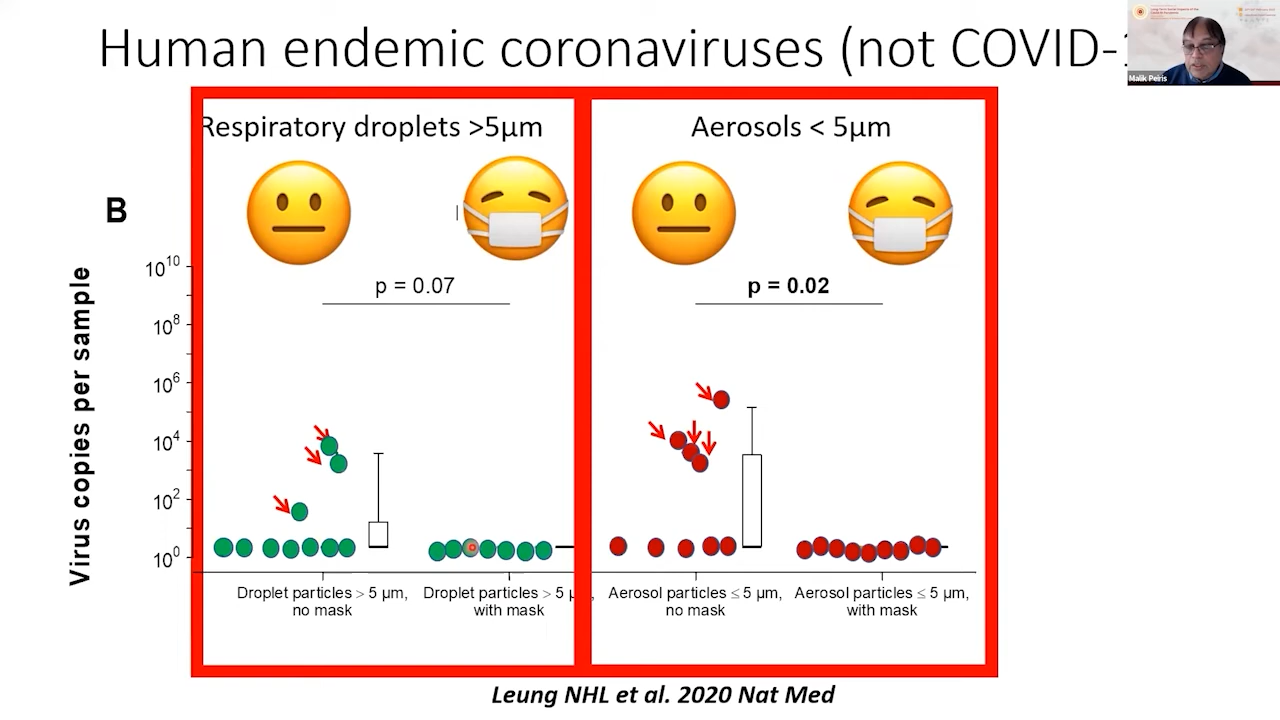 Human endemic coronaviruses (not COVID-1
Malik Peiris
Respiratory droplets >5µm
Aerosols < 5µm
B
p = 0.07
p = 0.02
Virus copies per sample
10^10
10^8
10^6
10^4
10^2
10^0
Droplet particles > 5 µm,
no mask
Droplet particles > 5 µ
with mask
Aerosol particles ≤ 5 µm,
no mask
Aerosol particles ≤ 5 µm,
with mask
Leung NHL et al. 2020 Nat Med